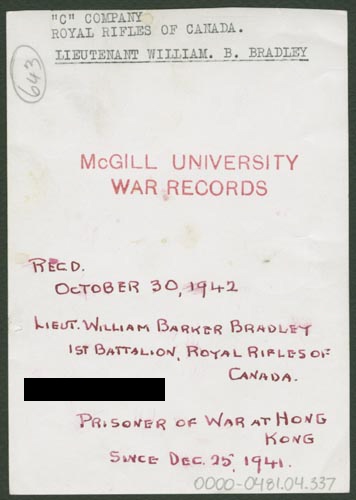 "C" COMPANY
ROYAL RIFLES OF CANADA.
LIEUTENANT WILLIAM. B. BRADLEY
643
McGILL UNIVERSITY
WAR RECORDS
REC'D.
OCTOBER 30, 1942
LIEUT. WILLIAM BARKER BRADLEY
1ST BATTALION, ROYAL RIFLES OF
CANADA.
PRISONER OF WAR AT HONG
KONG
SINCE DEC. 25, 1941.
0000-0481.04.337